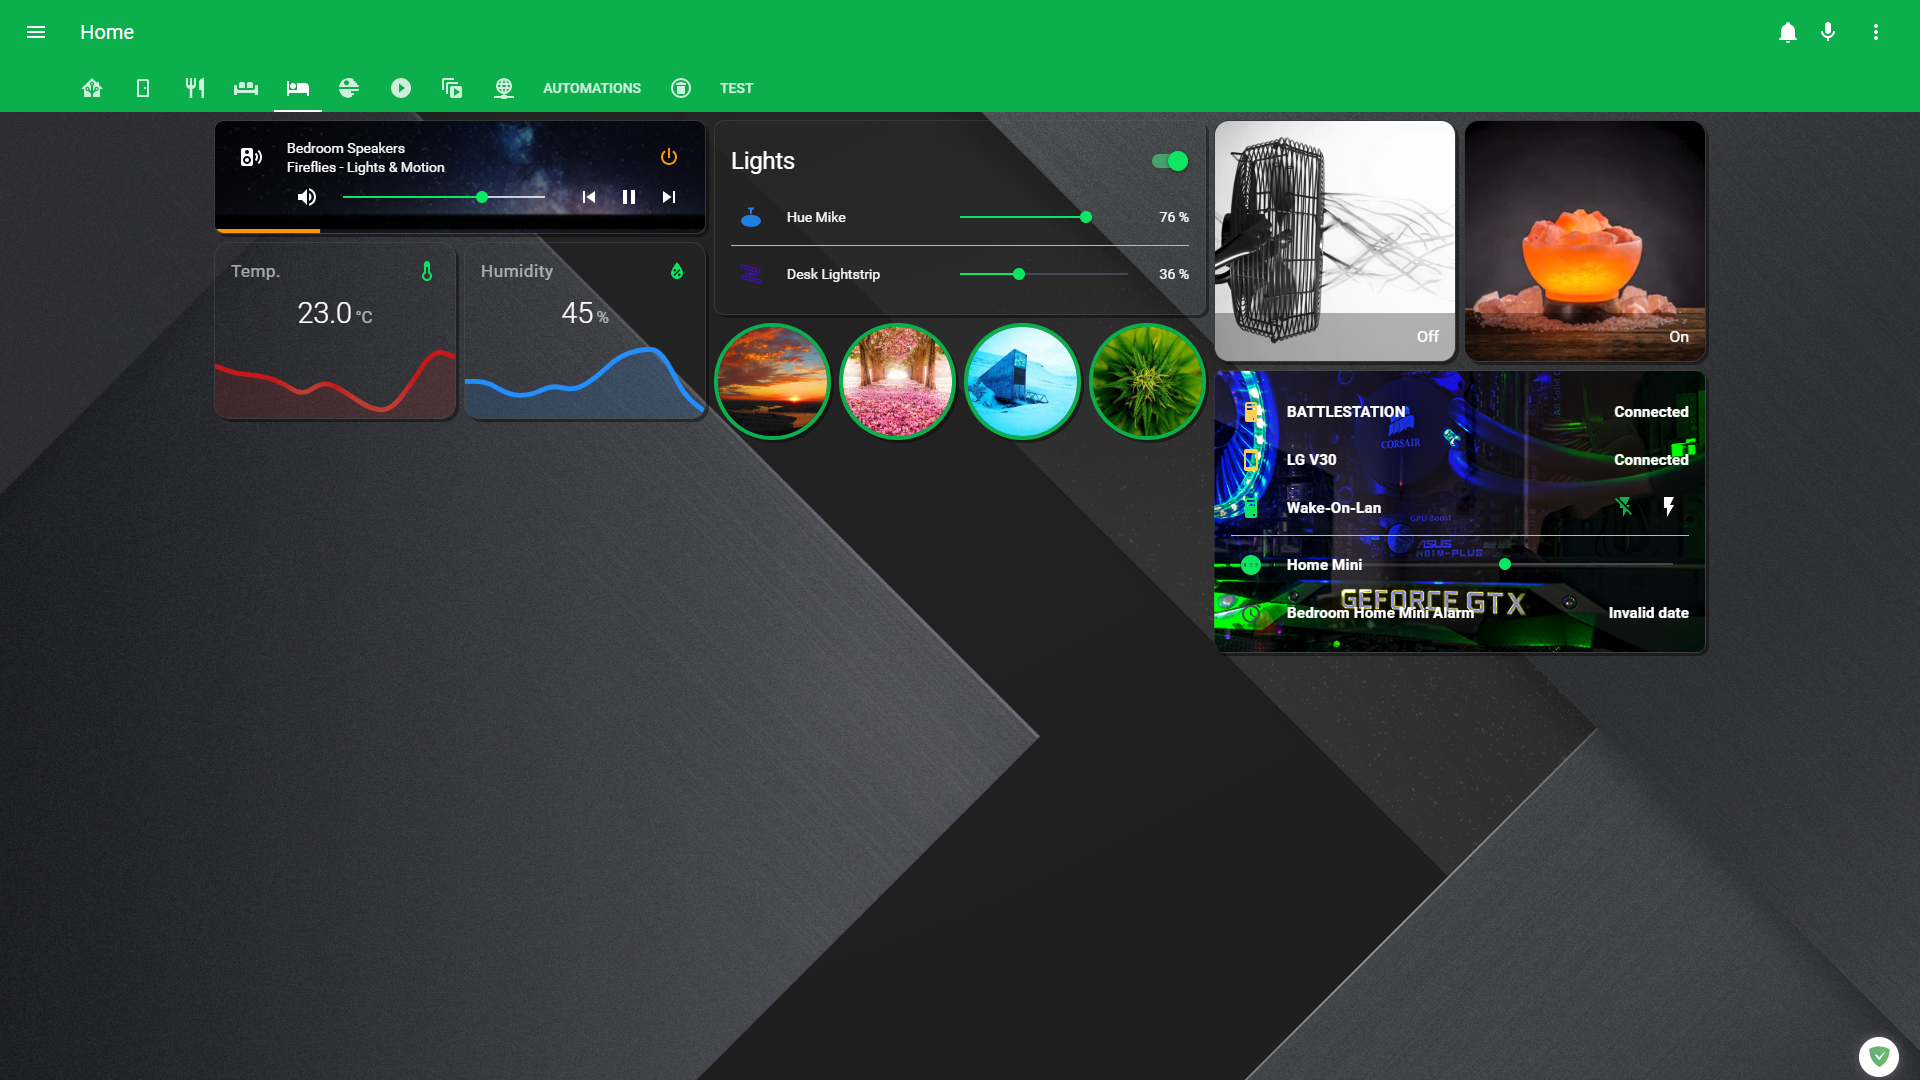 Home
AUTOMATIONS
TEST
Bedroom Speakers
Fireflies - Lights & Motion
Temp.
23.0 °C
Humidity
45 %
Lights
Hue Mike
76 %
Desk Lightstrip
36 %
Off
On
BATTLESTATION
Connected
CORSAIR
LG V30
Connected
Wake-On-Lan
GPU Boost
ASUS
H81M-PLUS
Home Mini
GEFORCE GTX
Bedroom Home Mini Alarm
Invalid date